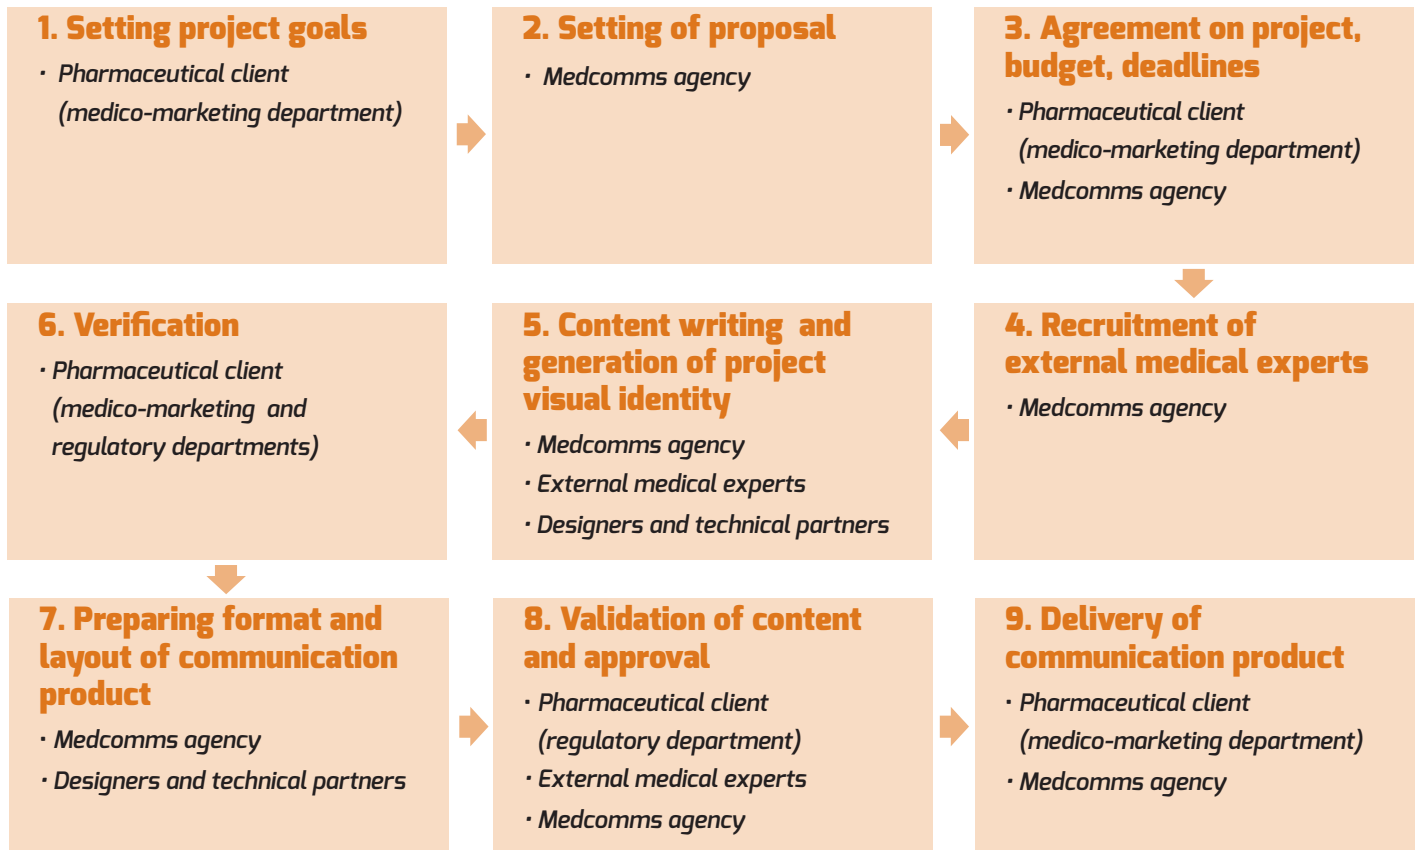 1. Setting project goals
· Pharmaceutical client
(medico-marketing department)
2. Setting of proposal
· Medcomms agency
3. Agreement on project,
budget, deadlines
· Pharmaceutical client
(medico-marketing department)
· Medcomms agency
4. Recruitment of
external medical experts
· Medcomms agency
5. Content writing and
generation of project
visual identity
· Medcomms agency
· External medical experts
· Designers and technical partners
6. Verification
· Pharmaceutical client
(medico-marketing and
regulatory departments)
7. Preparing format and
layout of communication
product
· Medcomms agency
· Designers and technical partners
8. Validation of content
and approval
· Pharmaceutical client
(regulatory department)
· External medical experts
· Medcomms agency
9. Delivery of
communication product
· Pharmaceutical client
(medico-marketing department)
· Medcomms agency